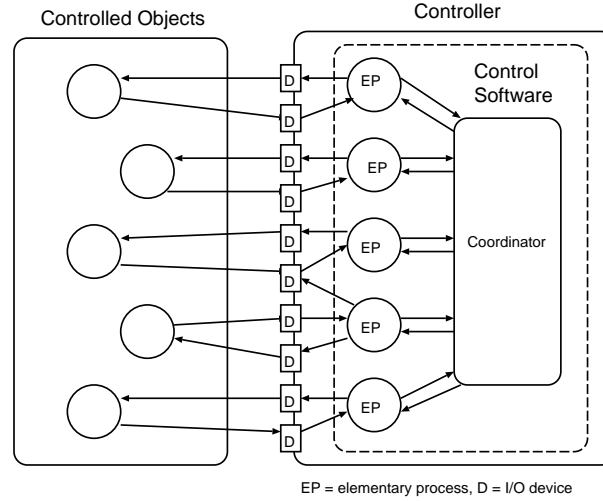 Controlled Objects
Controller
Control
Software
D
EP
D
D
EP
D
D
EP
Coordinator
D
D
EP
D
D
EP
D
EP = elementary process, D = I/O device